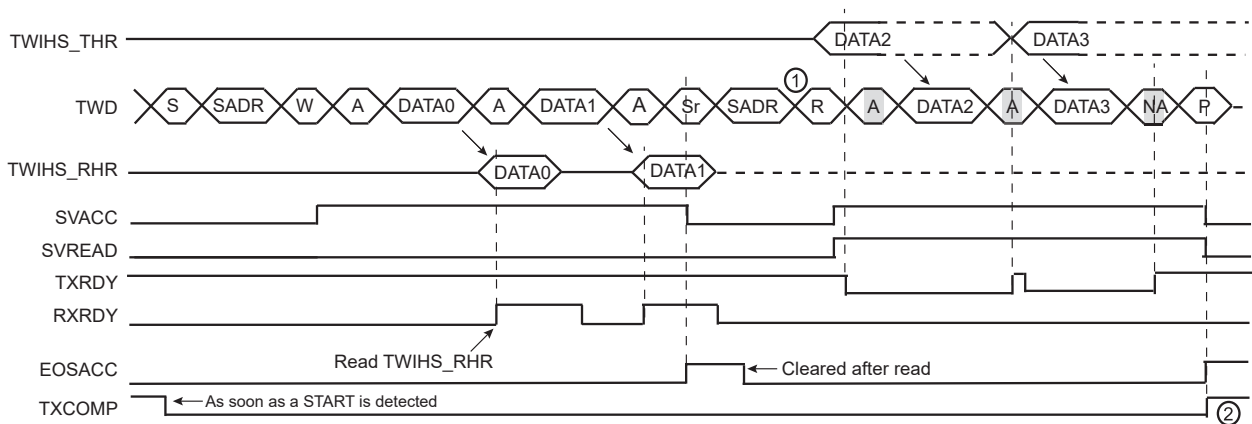 TWIHS_THR DATA2 DATA3
①
TWD S SADR W A DATA0 A DATA1 A Sr SADR R A DATA2 A DATA3 NA P
TWIHS_RHR DATA0 DATA1
SVACC
SVREAD
TXRDY
RXRDY
Read TWIHS_RHR
EOSACC Cleared after read
TXCOMP As soon as a START is detected ②